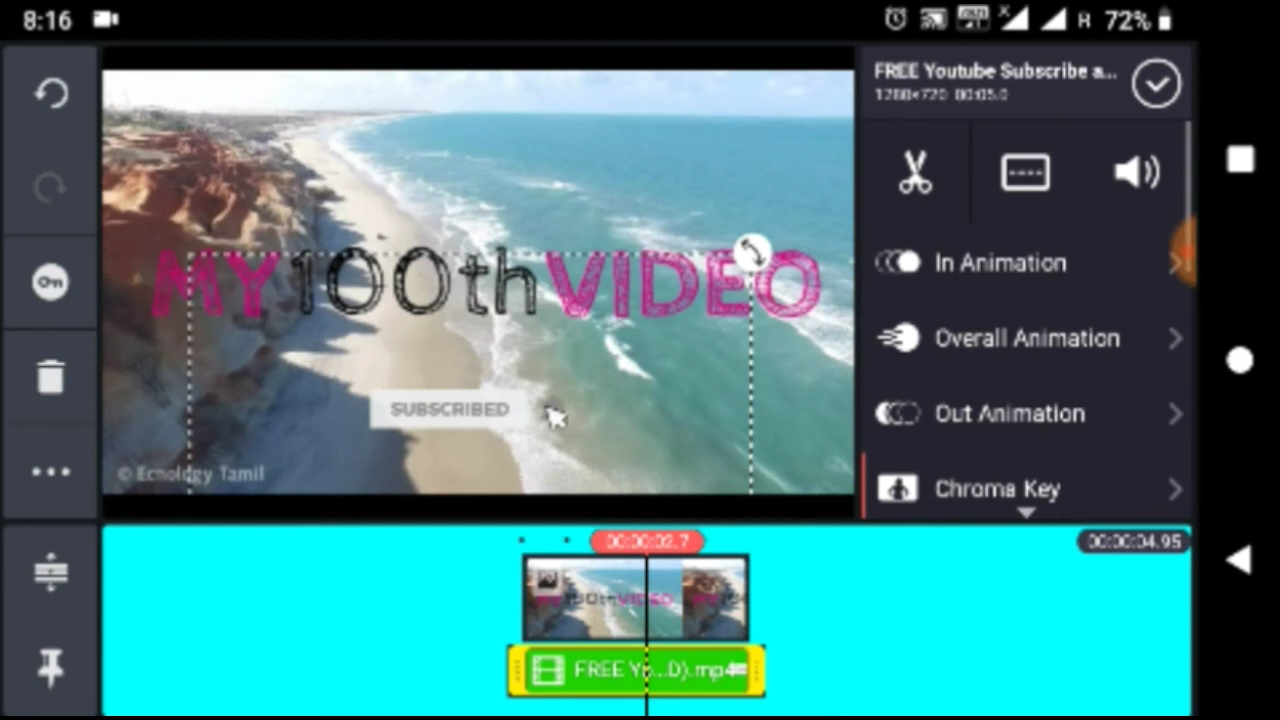 8:16
R 72%
FREE Youtube Subscribe a...
1280×720 00:05.0
In Animation
Overall Animation
MY100thVIDEO
Out Animation
SUBSCRIBED
© Ecnology Tamil
Chroma Key
00:00:02.7
00:00:04.95
100thVIDEO
FREE Yo...D).mp4